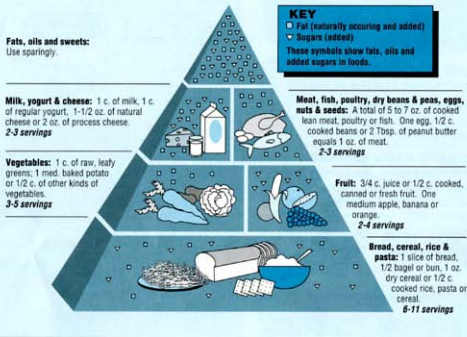 KEY
Fat (naturally occuring and added)
Sugars (added)
These symbols show fats, oils and
added sugars in foods.
Fats, oils and sweets:
Use sparingly.
Milk, yogurt & cheese: 1 c. of milk, 1 c.
of regular yogurt, 1-1/2 oz. of natural
cheese or 2 oz. of process cheese.
2-3 servings
Meat, fish, poultry, dry beans & peas, eggs,
nuts & seeds: A total of 5 to 7 oz. of cooked
lean meat, poultry or fish. One egg, 1/2 c.
cooked beans or 2 Tbsp. of peanut butter
equals 1 oz. of meat.
2-3 servings
Vegetables: 1 c. of raw, leafy
greens; 1 med. baked potato
or 1/2 c. of other kinds of
vegetables.
3-5 servings
Fruit: 3/4 c. juice or 1/2 c. cooked,
canned or fresh fruit. One
medium apple, banana or
orange.
2-4 servings
Bread, cereal, rice &
pasta: 1 slice of bread,
1/2 bagel or bun, 1 oz.
dry cereal or 1/2 c.
cooked rice, pasta or
cereal.
6-11 servings